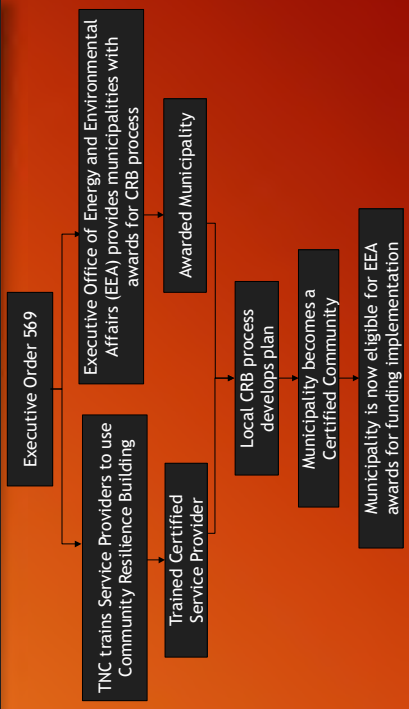 Executive Order 569
TNC trains Service Providers to use
Community Resilience Building
Executive Office of Energy and Environmental
Affairs (EEA) provides municipalities with
awards for CRB process
Trained Certified
Service Provider
Awarded Municipality
Local CRB process
develops plan
Municipality becomes a
Certified Community
Municipality is now eligible for EEA
awards for funding implementation